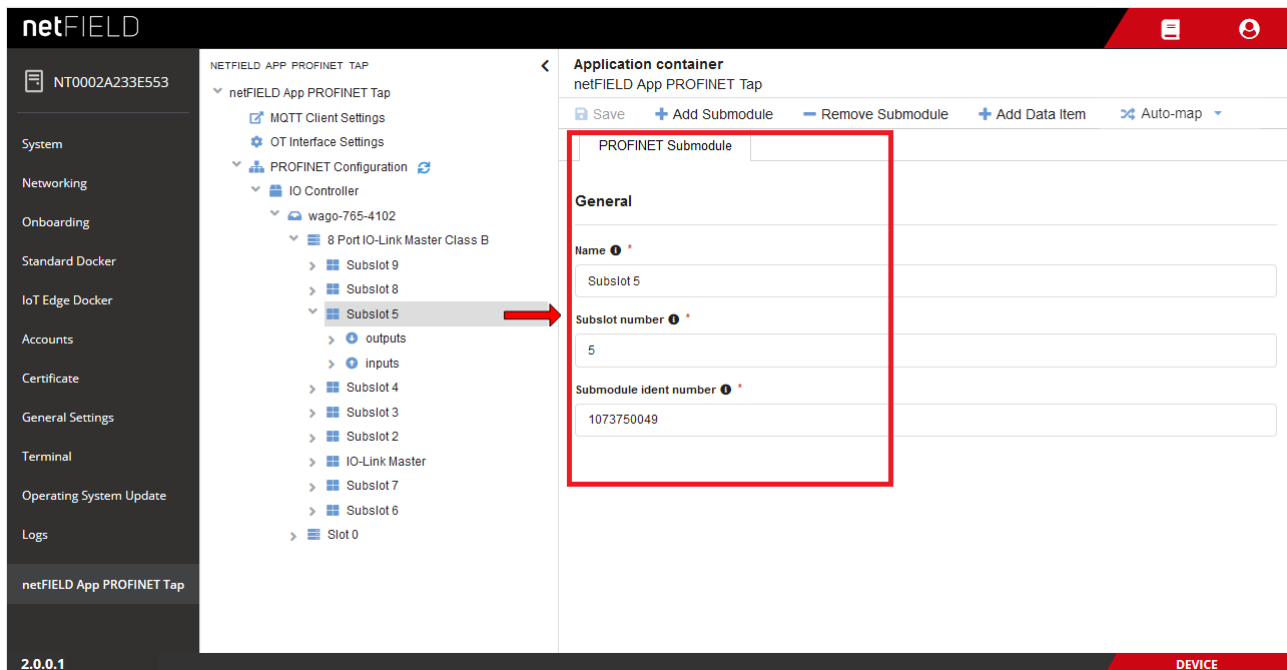 netFIELD
NT0002A233E553
System
Networking
Onboarding
Standard Docker
IoT Edge Docker
Accounts
Certificate
General Settings
Terminal
Operating System Update
Logs
netFIELD App PROFINET Tap
2.0.0.1
NETFIELD APP PROFINET TAP
netFIELD App PROFINET Tap
MQTT Client Settings
OT Interface Settings
PROFINET Configuration
IO Controller
wago-765-4102
8 Port IO-Link Master Class B
Subslot 9
Subslot 8
Subslot 5
outputs
inputs
Subslot 4
Subslot 3
Subslot 2
IO-Link Master
Subslot 7
Subslot 6
Slot 0
Application container
netFIELD App PROFINET Tap
Save Add Submodule Remove Submodule Add Data Item Auto-map
PROFINET Submodule
General
Name *
Subslot 5
Subslot number *
5
Submodule ident number *
1073750049
DEVICE